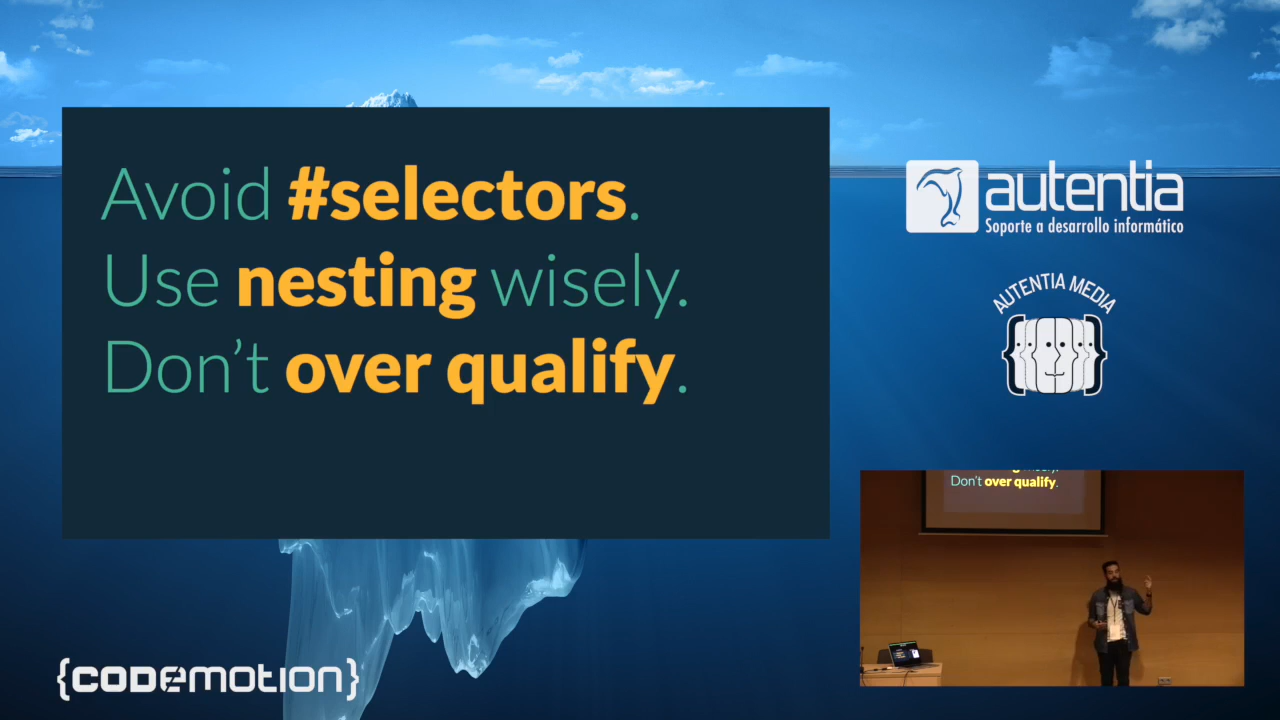 Avoid #selectors.
Use nesting wisely.
Don’t over qualify.
autentia
Soporte a desarrollo informático
AUTENTIA MEDIA
Don't over qualify.
{CODEMOTION}